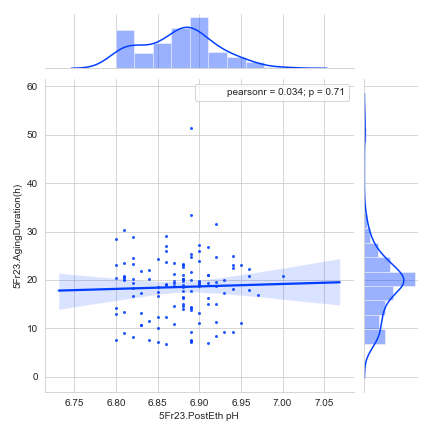 pearsonr = 0.034; p = 0.71
60
50
40
30
20
10
0
5Fr23.AgingDuration(h)
6.75 6.80 6.85 6.90 6.95 7.00 7.05
5Fr23.PostEth pH